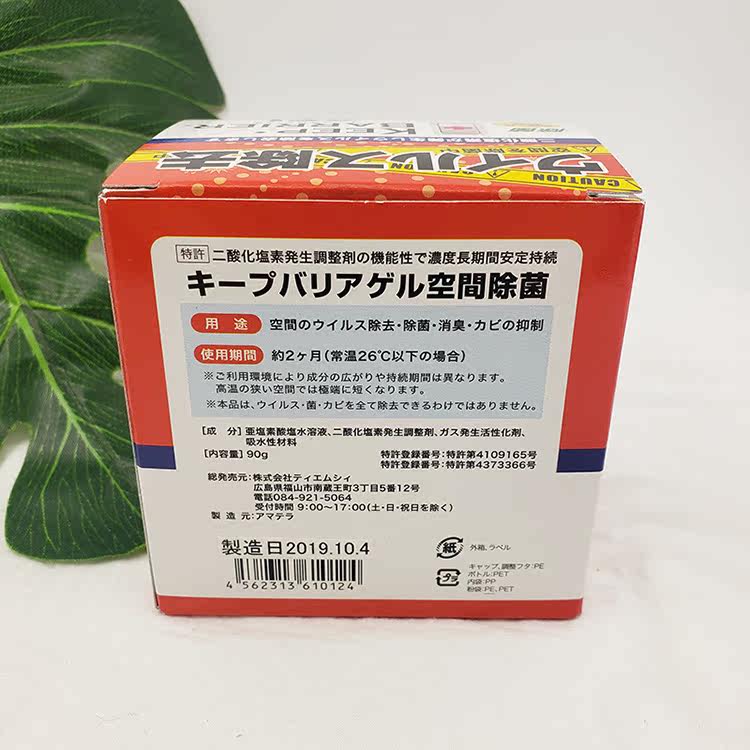 KEEP
BARRIER
除菌
ウイルス除去
CAUTION
特許 二酸化塩素発生調整剤の機能性で濃度長期間安定持続
キープバリアゲル空間除菌
用途 空間のウイルス除去・除菌・消臭・カビの抑制
使用期間 約2ヶ月(常温26℃以下の場合)
※ご利用環境により成分の広がりや持続期間は異なります。
高温の狭い空間では極端に短くなります。
※本品は、ウイルス・菌・カビを全て除去できるわけではありません。
[成 分] 亜塩素酸塩水溶液、二酸化塩素発生調整剤、ガス発生活性化剤、
吸水性材料
[内容量] 90g 特許登録番号:特許第4109165号
特許登録番号:特許第4373366号
総発売元:株式会社ティエムシィ
広島県福山市南蔵王町3丁目5番12号
電話084-921-5064
受付時間 9:00〜17:00(土・日・祝日を除く)
製造元:アマテラ
製造日2019.10.4
4562313610124
紙 外箱、ラベル
プラ
キャップ、調整フタ:PE
ボトル:PET
内袋:PP
粉袋:PE、PET